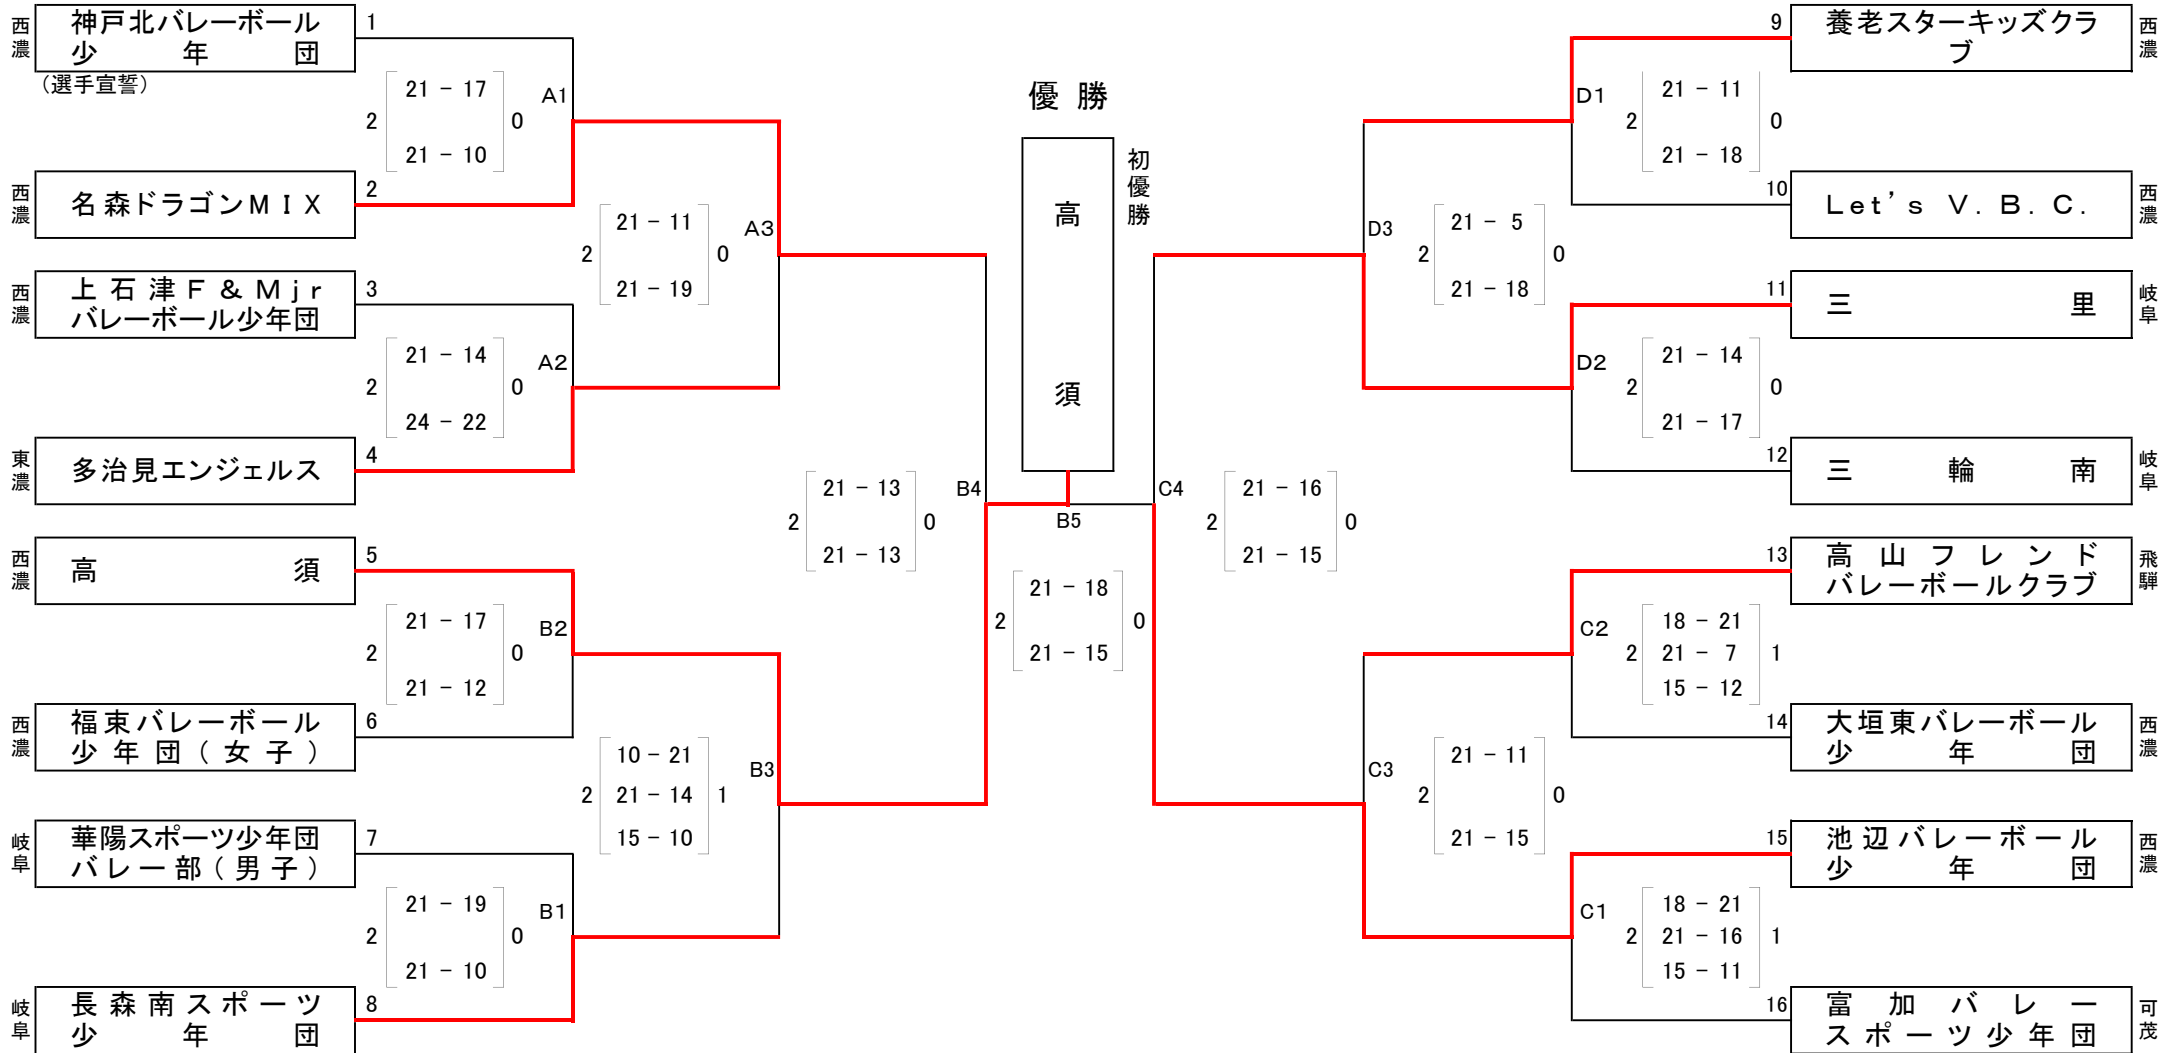 優 勝
高 須
初優勝
西濃
神戸北バレーボール
少 年 団
1
(選手宣誓)
2 21 - 17 0
21 - 10
A1
西濃
名森ドラゴンＭＩＸ
2
2 21 - 11 0
21 - 19
A3
西濃
上石津Ｆ＆Ｍｊｒ
バレーボール少年団
3
2 21 - 14 0
24 - 22
A2
東濃
多治見エンジェルス
4
2 21 - 13 0
21 - 13
B4
西濃
高 須
5
2 21 - 17 0
21 - 12
B2
西濃
福束バレーボール
少年団（女子）
6
10 - 21
2 21 - 14 1
15 - 10
B3
岐阜
華陽スポーツ少年団
バレー部（男子）
7
2 21 - 19 0
21 - 10
B1
岐阜
長森南スポーツ
少 年 団
8
B5
2 21 - 18 0
21 - 15
9
養老スターキッズクラ
ブ
西濃
D1
2 21 - 11 0
21 - 18
10
Ｌｅｔ’ｓ Ｖ．Ｂ．Ｃ．
西濃
D3
2 21 - 5 0
21 - 18
11
三 里
岐阜
D2
2 21 - 14 0
21 - 17
12
三 輪 南
岐阜
C4
2 21 - 16 0
21 - 15
13
高山フレンド
バレーボールクラブ
飛騨
C2
18 - 21
2 21 - 7 1
15 - 12
14
大垣東バレーボール
少 年 団
西濃
C3
2 21 - 11 0
21 - 15
15
池辺バレーボール
少 年 団
西濃
C1
18 - 21
2 21 - 16 1
15 - 11
16
富加バレー
スポーツ少年団
可茂